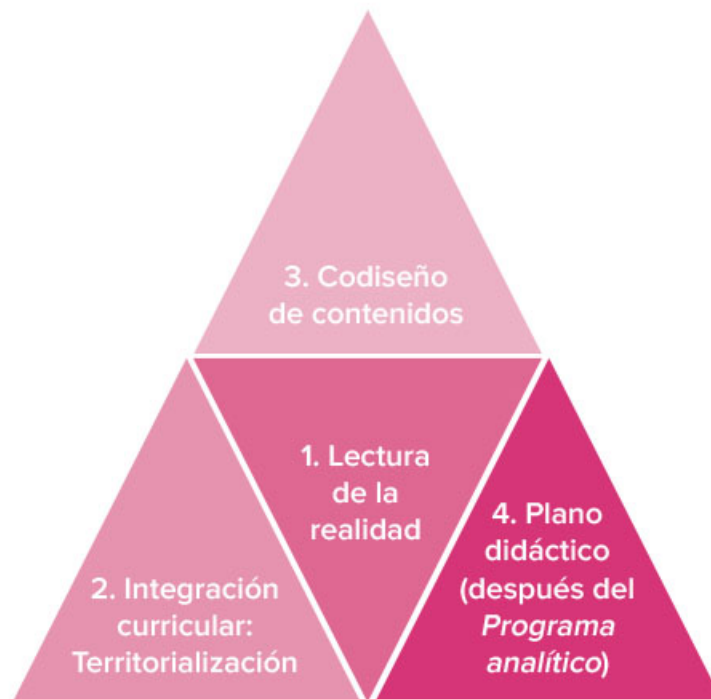 3. Codiseño
de contenidos
1. Lectura
de la
realidad
2. Integración
curricular:
Territorialización
4. Plano
didáctico
(después del
Programa
analítico)